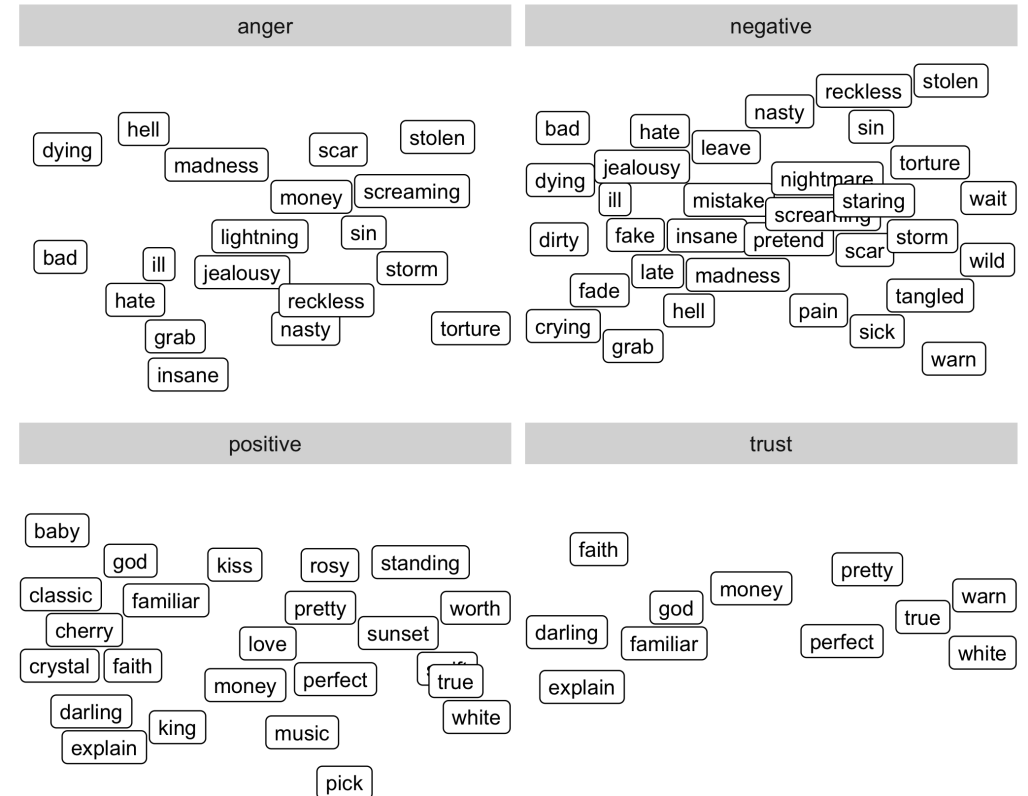 anger
hell
dying
madness
scar
stolen
money
screaming
lightning
sin
bad
ill
jealousy
storm
hate
reckless
grab
nasty
torture
insane
negative
stolen
reckless
nasty
bad
hate
sin
leave
jealousy
torture
dying
nightmare
ill
mistake
staring
wait
screaming
dirty
fake
insane
pretend
scar
storm
wild
late
madness
fade
tangled
hell
pain
crying
sick
grab
warn
positive
baby
god
kiss
rosy
standing
classic
familiar
pretty
worth
cherry
love
sunset
crystal
faith
money
perfect
true
darling
king
white
explain
music
pick
trust
faith
pretty
money
warn
god
true
darling
familiar
perfect
white
explain